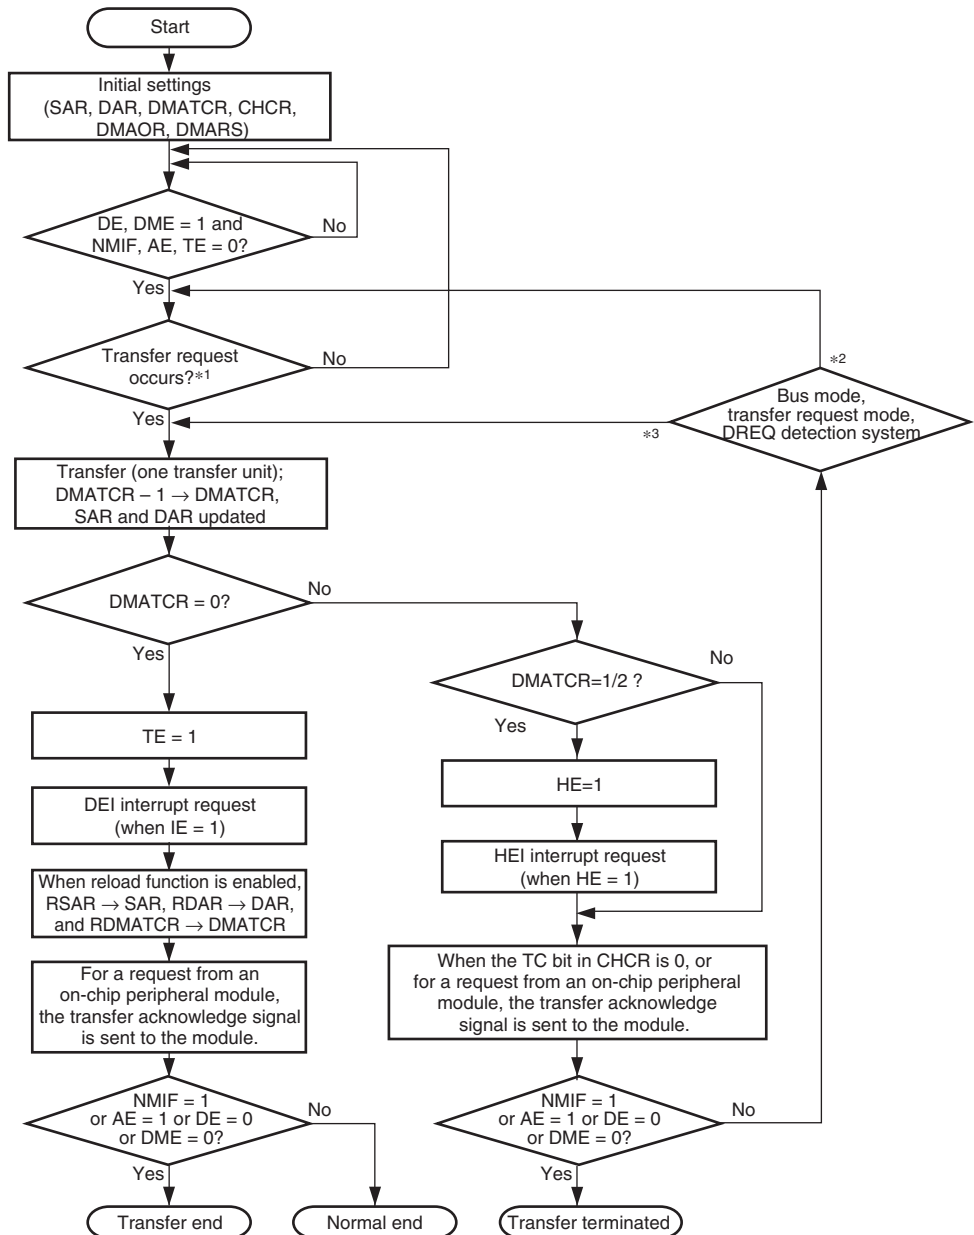 Start
Initial settings
(SAR, DAR, DMATCR, CHCR,
DMAOR, DMARS)
DE, DME = 1 and
NMIF, AE, TE = 0?
No
Yes
Transfer request
occurs?*1
No
Yes
*2
Bus mode,
transfer request mode,
DREQ detection system
*3
Transfer (one transfer unit);
DMATCR – 1 → DMATCR,
SAR and DAR updated
DMATCR = 0?
No
Yes
DMATCR=1/2 ?
No
Yes
TE = 1
HE=1
DEI interrupt request
(when IE = 1)
HEI interrupt request
(when HE = 1)
When reload function is enabled,
RSAR → SAR, RDAR → DAR,
and RDMATCR → DMATCR
For a request from an
on-chip peripheral module,
the transfer acknowledge signal
is sent to the module.
When the TC bit in CHCR is 0, or
for a request from an on-chip peripheral
module, the transfer acknowledge
signal is sent to the module.
NMIF = 1
or AE = 1 or DE = 0
or DME = 0?
No
Yes
NMIF = 1
or AE = 1 or DE = 0
or DME = 0?
No
Yes
Transfer end
Normal end
Transfer terminated